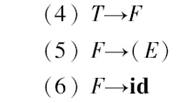 (4) T→F
(5) F→(E)
(6) F→id